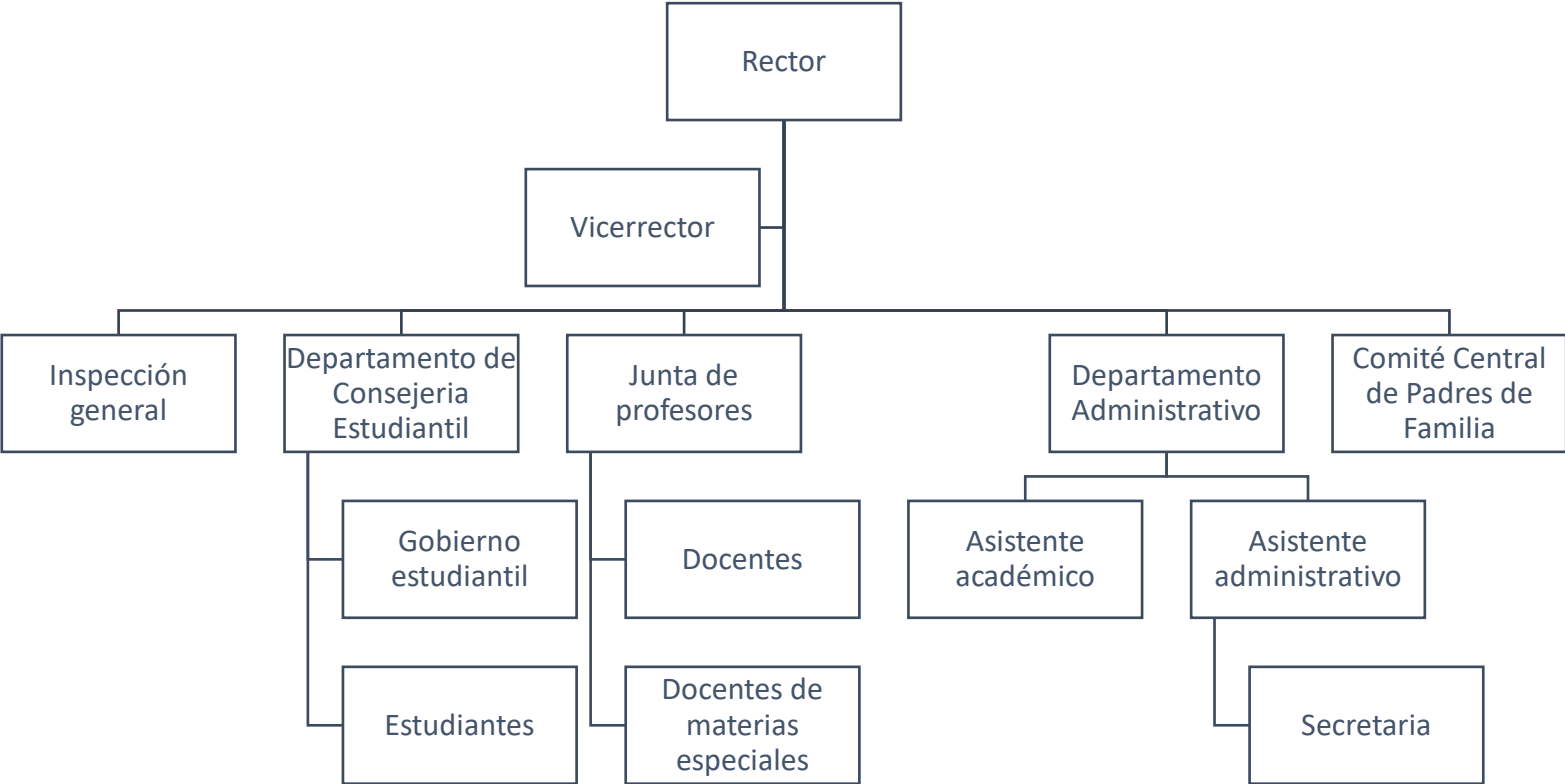 Rector
Vicerrector
Inspección
general
Departamento de
Consejeria
Estudiantil
Junta de
profesores
Departamento
Administrativo
Comité Central
de Padres de
Familia
Gobierno
estudiantil
Docentes
Asistente
académico
Asistente
administrativo
Estudiantes
Docentes de
materias
especiales
Secretaria